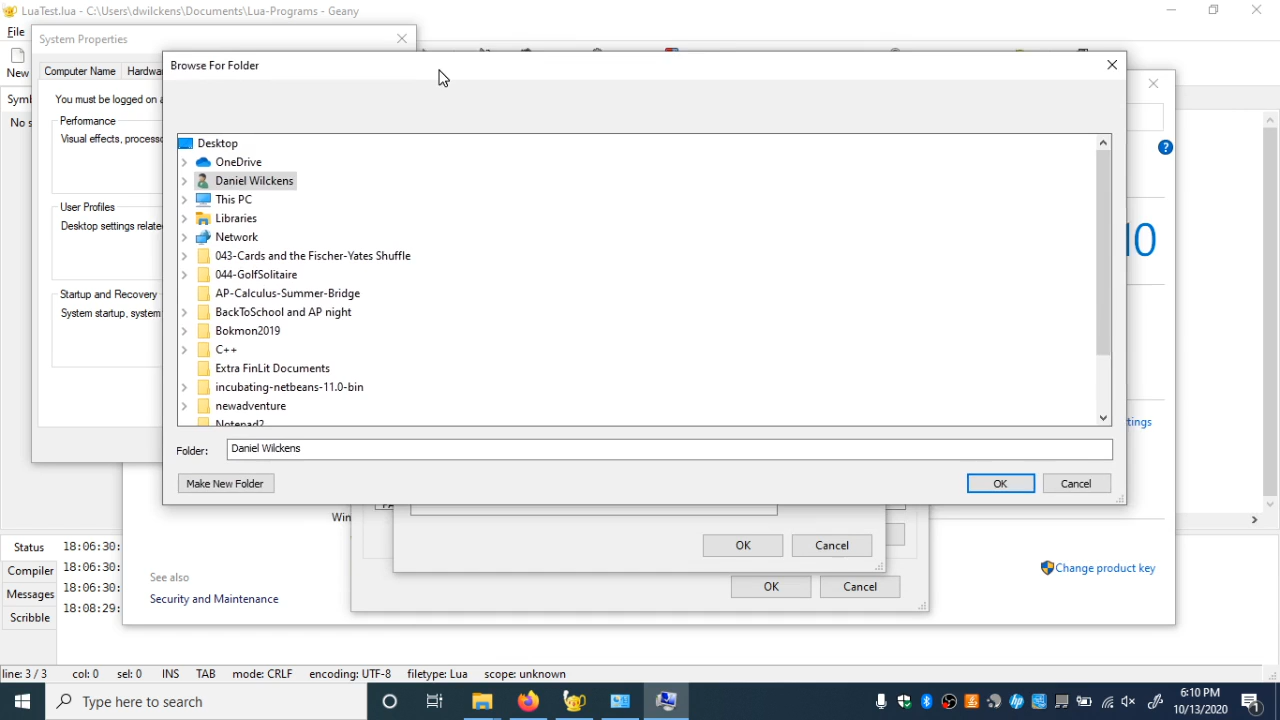 LuaTest.lua - C:\Users\dwilckens\Documents\Lua-Programs - Geany
File
System Properties
New
Computer Name
Browse For Folder
You must be logged on
Performance
Visual effects,
Desktop
OneDrive
Daniel Wilckens
This PC
Libraries
Network
043-Cards and the Fischer-Yates Shuffle
044-GolfSolitaire
AP-Calculus-Summer-Bridge
BackToSchool and AP night
Bokmon2019
C++
Extra FinLit Documents
incubating-netbeans-11.0-bin
newadventure
Notepad2
User Profiles
Desktop settings
Startup and Recovery
System startup,
10
Folder: Daniel Wilckens
Make New Folder
OK Cancel
OK Cancel
OK Cancel
See also
Security and Maintenance
Change product key
Status 18:06:30:
Compiler 18:06:30:
Messages 18:06:30:
18:08:29:
Scribble
line: 3 / 3 col: 0 sel: 0 INS TAB mode: CRLF encoding: UTF-8 filetype: Lua scope: unknown
Type here to search
6:10 PM
10/13/2020
1